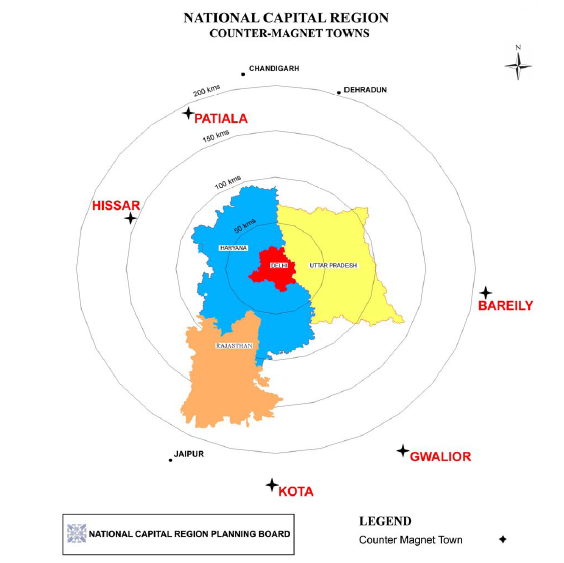 NATIONAL CAPITAL REGION
COUNTER-MAGNET TOWNS
N
CHANDIGARH
DEHRADUN
200 kms
PATIALA
150 kms
100 kms
HISSAR
50 kms
HARYANA
DELHI
UTTAR PRADESH
BAREILY
RAJASTHAN
JAIPUR
GWALIOR
KOTA
NATIONAL CAPITAL REGION PLANNING BOARD
LEGEND
Counter Magnet Town